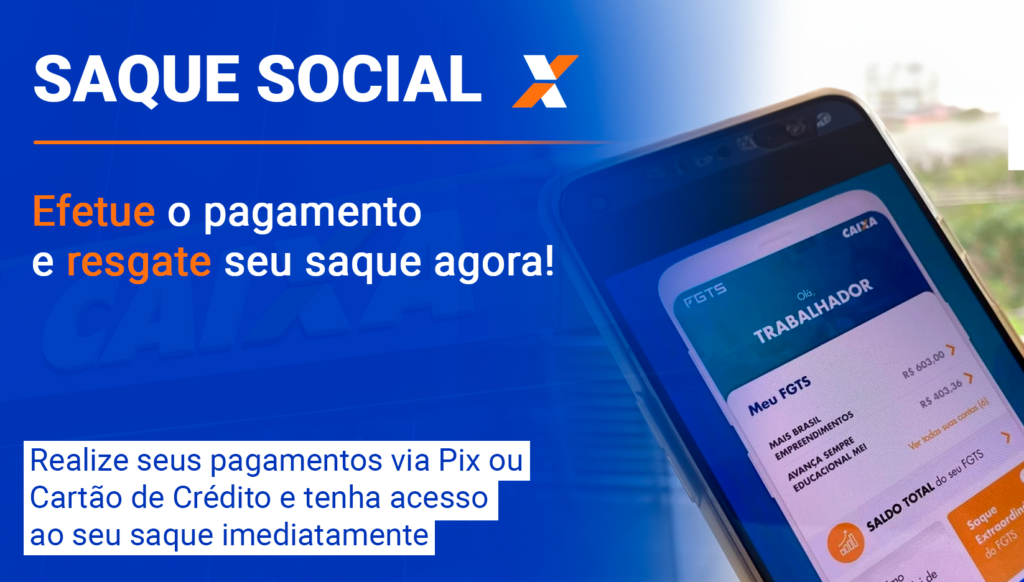 SAQUE SOCIAL X
Efetue o pagamento
e resgate seu saque agora!
CAIXA
Realize seus pagamentos via Pix ou
Cartão de Crédito e tenha acesso
ao seu saque imediatamente
CAIXA
FGTS
Olá,
TRABALHADOR
Meu FGTS
MAIS BRASIL
EMPREENDIMENTOS
R$ 603,00
AVANÇA SEMPRE
EDUCACIONAL MEI
R$ 403,36
Ver todas suas contas (6)
SALDO TOTAL do seu FGTS
Saque
Extraordin
do FGTS